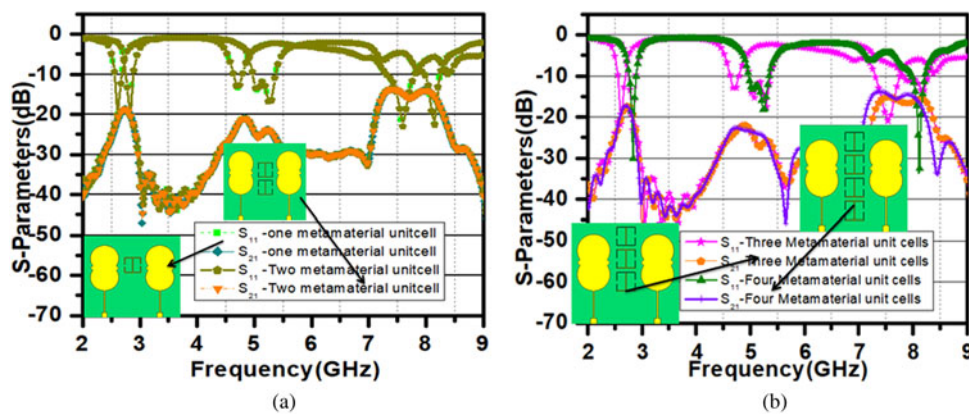 (a)
0
-10
-20
-30
-40
-50
-60
-70
S-Parameters(dB)
S11-one metamaterial unitcell
S21-one metamaterial unitcell
S11-Two metamaterial unitcell
S21-Two metamaterial unitcell
2 3 4 5 6 7 8 9
Frequency(GHz)
(a)
(b)
0
-10
-20
-30
-40
-50
-60
-70
S-Parameters(dB)
S11-Three Metamaterial unit cells
S21-Three Metamaterial unit cells
S11-Four Metamaterial unit cells
S21-Four Metamaterial unit cells
2 3 4 5 6 7 8 9
Frequency(GHz)
(b)